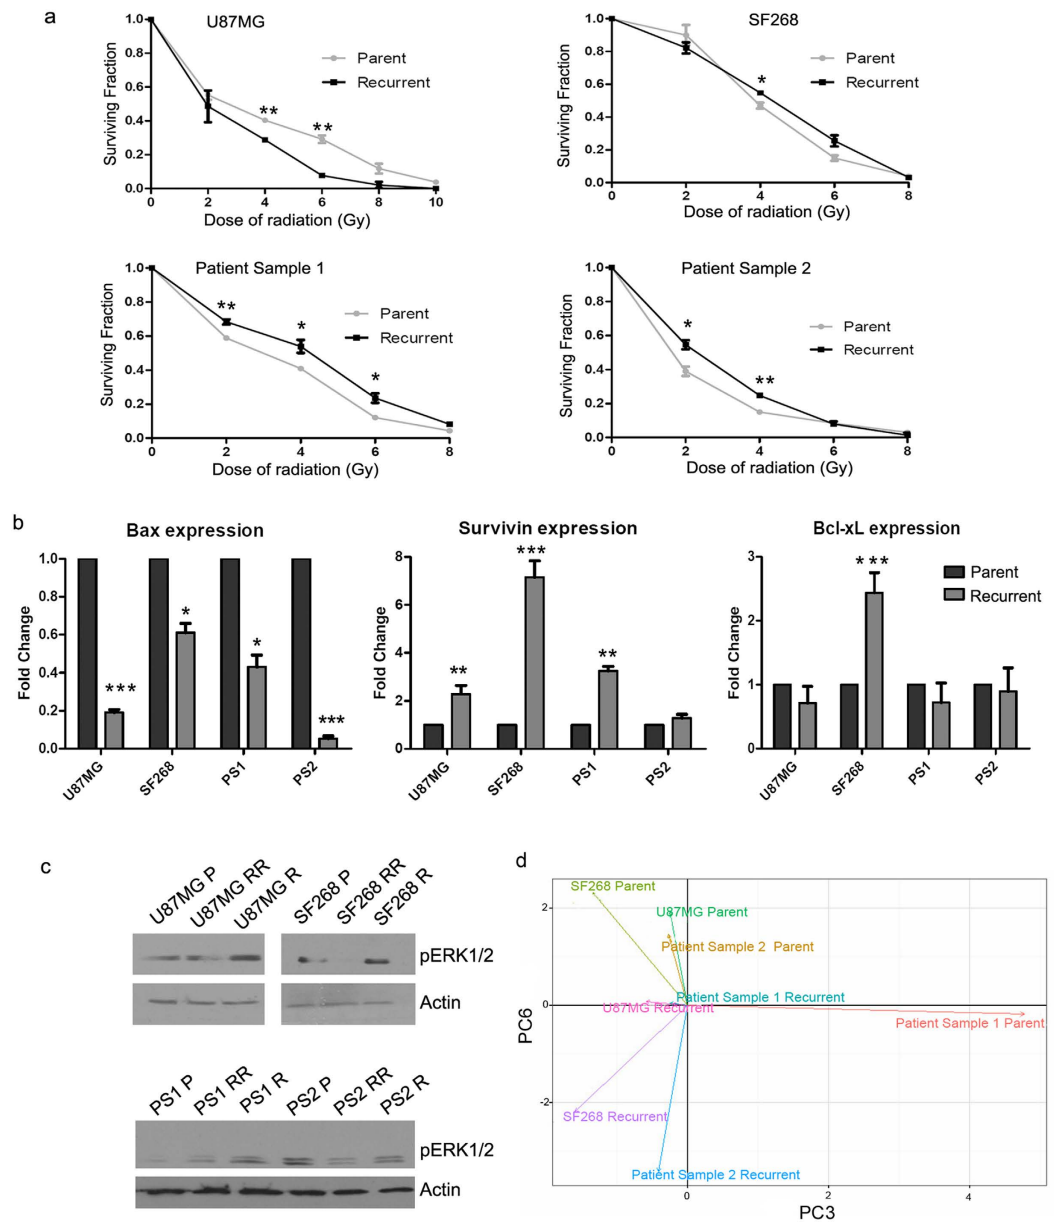 a
U87MG
SF268
1.0
0.8
0.6
0.4
0.2
0.0
Surviving Fraction
Parent
Recurrent
**
**
0 2 4 6 8 10
Dose of radiation (Gy)
1.0
0.8
0.6
0.4
0.2
0.0
Surviving Fraction
Parent
Recurrent
*
0 2 4 6 8
Dose of radiation (Gy)
Patient Sample 1
1.0
0.8
0.6
0.4
0.2
0.0
Surviving Fraction
Parent
Recurrent
**
*
*
0 2 4 6 8
Dose of radiation (Gy)
Patient Sample 2
1.0
0.8
0.6
0.4
0.2
0.0
Surviving Fraction
Parent
Recurrent
*
**
0 2 4 6 8
Dose of radiation (Gy)
b
Bax expression
1.0
0.8
0.6
0.4
0.2
0.0
Fold Change
***
*
*
***
U87MG SF268 PS1 PS2
Survivin expression
8
6
4
2
0
Fold Change
**
***
**
U87MG SF268 PS1 PS2
Bcl-xL expression
3
2
1
0
Fold Change
***
Parent
Recurrent
U87MG SF268 PS1 PS2
c
U87MG P U87MG RR U87MG R SF268 P SF268 RR SF268 R
pERK1/2
Actin
PS1 P PS1 RR PS1 R PS2 P PS2 RR PS2 R
pERK1/2
Actin
d
SF268 Parent
U87MG Parent
Patient Sample 2 Parent
Patient Sample 1 Recurrent
U87MG Recurrent
Patient Sample 1 Parent
SF268 Recurrent
Patient Sample 2 Recurrent
2
0
-2
PC6
0 2 4
PC3